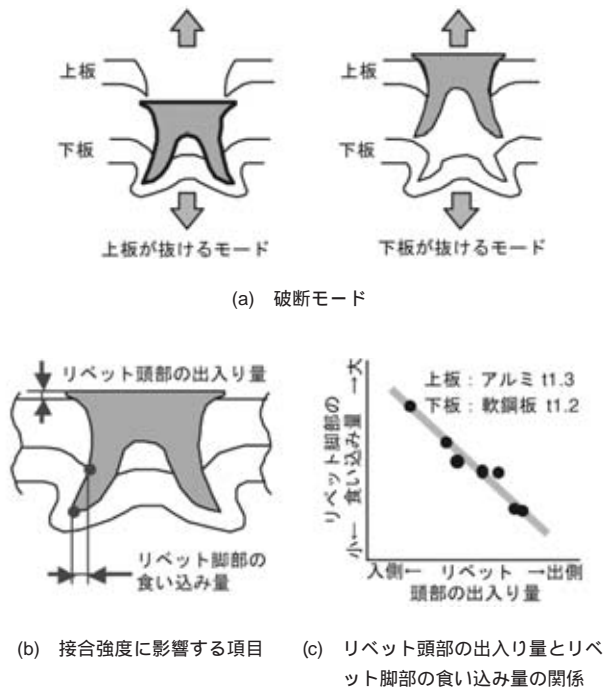 上板
下板
上板が抜けるモード
上板
下板
下板が抜けるモード
(a) 破断モード
リベット頭部の出入り量
リベット脚部の
食い込み量
(b) 接合強度に影響する項目
リベット脚部の
食い込み量
小← →大
上板：アルミ t1.3
下板：軟鋼板 t1.2
入側← リベット →出側
頭部の出入り量
(c) リベット頭部の出入り量とリベ
ット脚部の食い込み量の関係